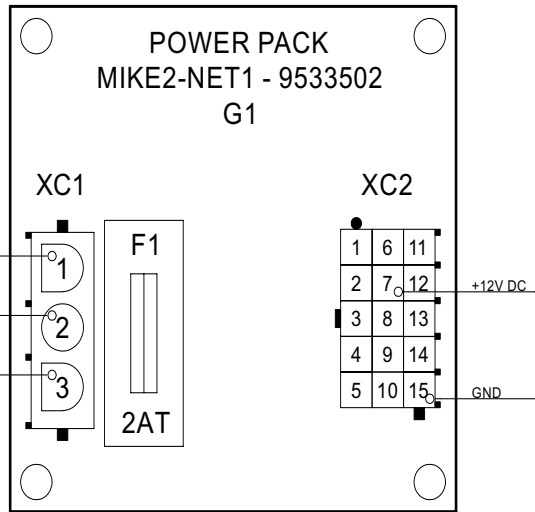 POWER PACK
MIKE2-NET1 - 9533502
G1
XC1
XC2
F1
1
2
3
2AT
1 6 11
2 7 12
3 8 13
4 9 14
5 10 15
+12V DC
GND